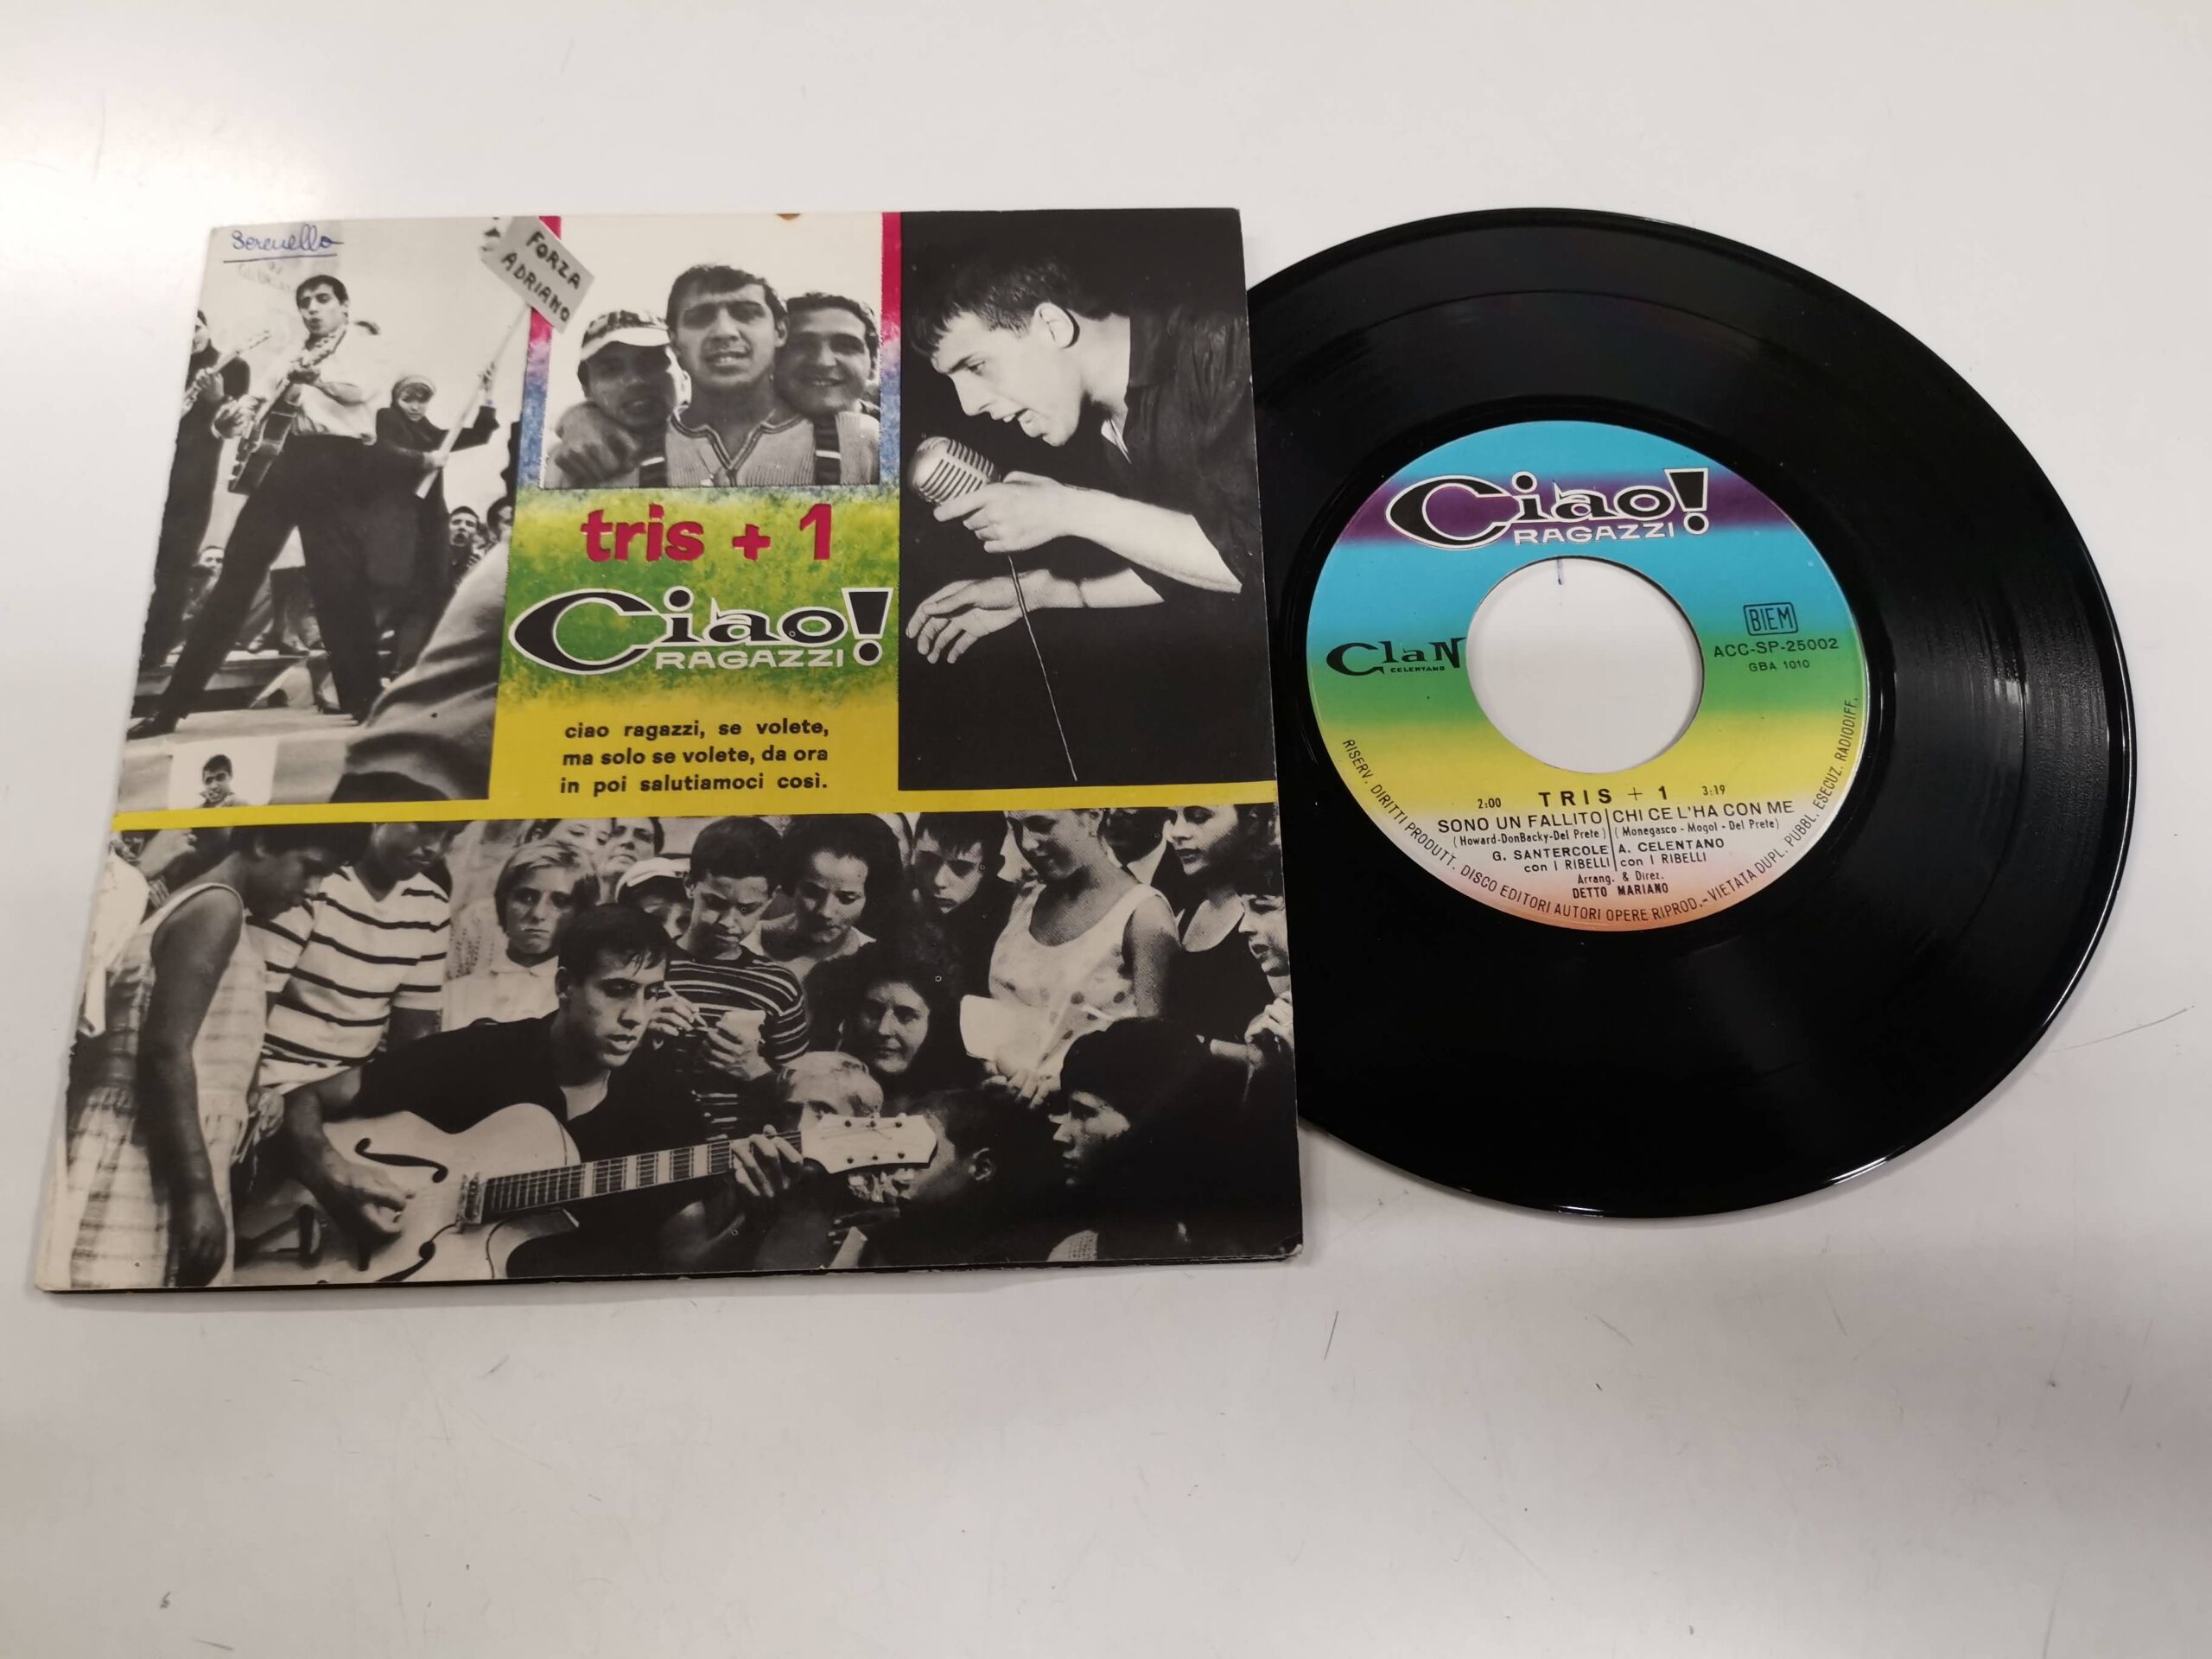 Serenello
FORZA
ADRIANO
tris + 1
Ciao!
RAGAZZI
ciao ragazzi, se volete,
ma solo se volete, da ora
in poi salutiamoci così.
Ciao!
RAGAZZI
ClaN
CELENTANO
BIEM
ACC-SP-25002
GBA 1010
2:00 TRIS + 1 3:19
SONO UN FALLITO | CHI CE L'HA CON ME
(Howard-DonBacky-Del Prete) | (Monegasco - Mogol - Del Prete)
G. SANTERCOLE | A. CELENTANO
con I RIBELLI | con I RIBELLI
Arrang. & Direz.
DETTO MARIANO
RISERV. DIRITTI PRODUTT. DISCO EDITORI AUTORI OPERE RIPROD.-VIETATA DUPL. PUBBL. ESECUZ. RADIODIFF.